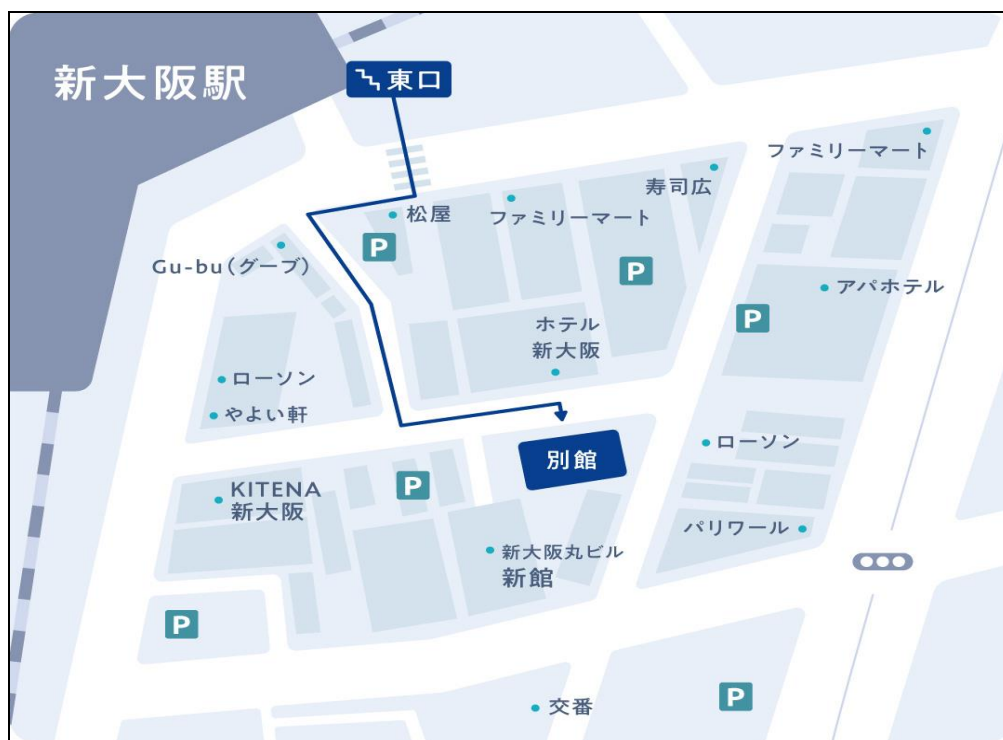 新大阪駅
東口
ファミリーマート
寿司広
松屋
ファミリーマート
P
Gu-bu(グーブ)
P
アパホテル
P
ホテル
新大阪
ローソン
やよい軒
ローソン
別館
P
KITENA
新大阪
パリワール
新大阪丸ビル
新館
P
交番
P